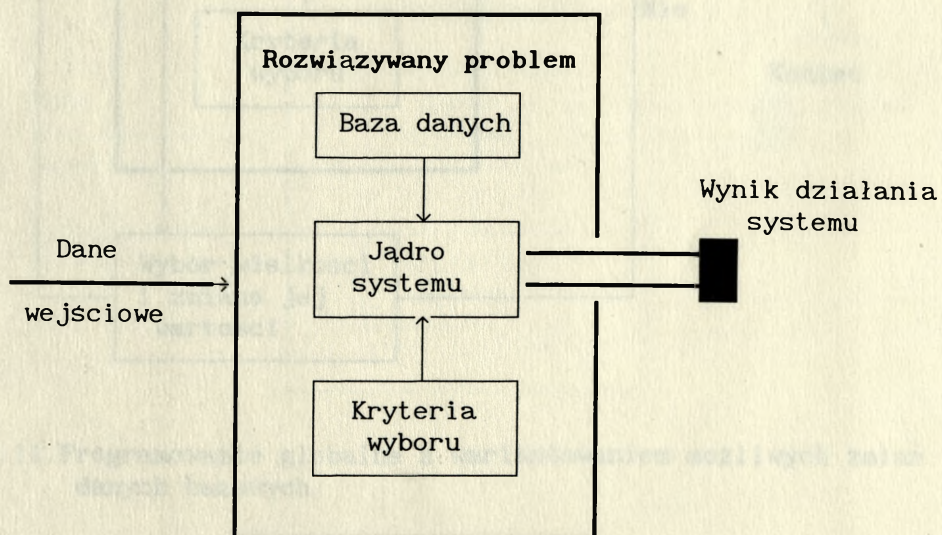 Rozwiązywany problem
Baza danych
Wynik działania
systemu
Jądro
systemu
Dane
wejściowe
Kryteria
wyboru